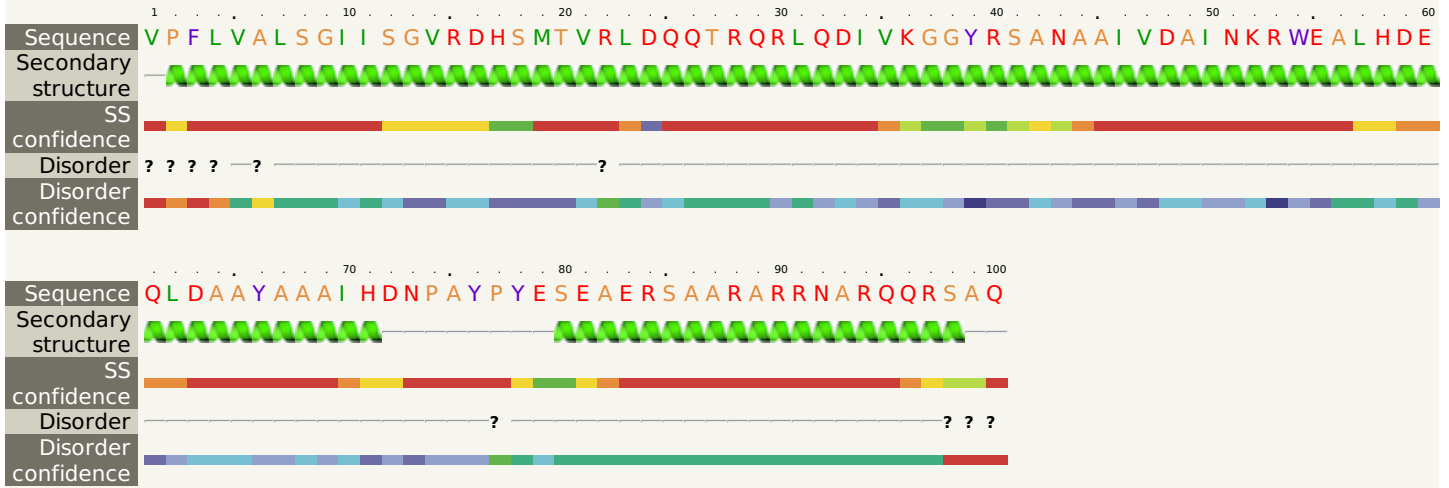 1 . . . . . . . . 10 . . . . . . . . . 20 . . . . . . . . . 30 . . . . . . . . . 40 . . . . . . . . . 50 . . . . . . . . . 60
Sequence V P F L V A L S G I I S G V R D H S M T V R L D Q Q T R Q R L Q D I V K G G Y R S A N A A I V D A I N K R W E A L H D E
Secondary
structure
SS
confidence
Disorder ? ? ? ? ? ?
Disorder
confidence
. . . . . . . . . 70 . . . . . . . . . 80 . . . . . . . . . 90 . . . . . . . . . 100
Sequence Q L D A A Y A A A I H D N P A Y P Y E S E A E R S A A R A R R N A R Q Q R S A Q
Secondary
structure
SS
confidence
Disorder ? ? ? ?
Disorder
confidence